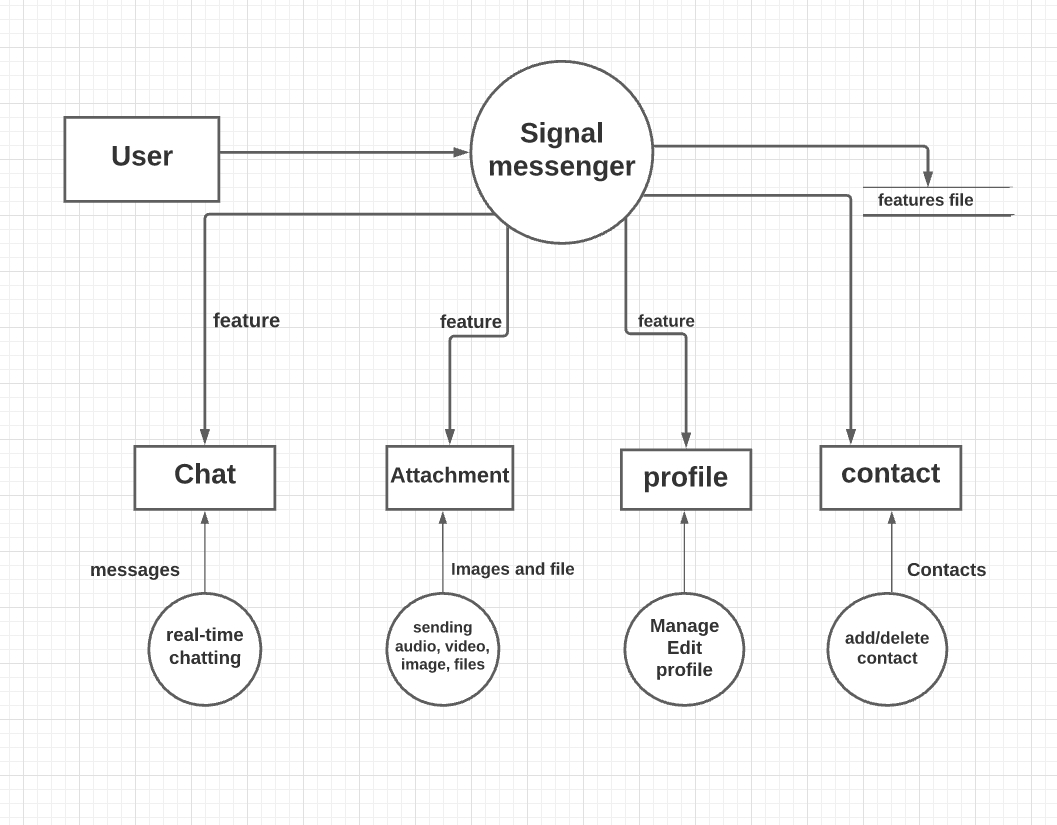 User
Signal
messenger
features file
feature
feature
feature
Chat
Attachment
profile
contact
messages
Images and file
Contacts
real-time
chatting
sending
audio, video,
image, files
Manage
Edit
profile
add/delete
contact